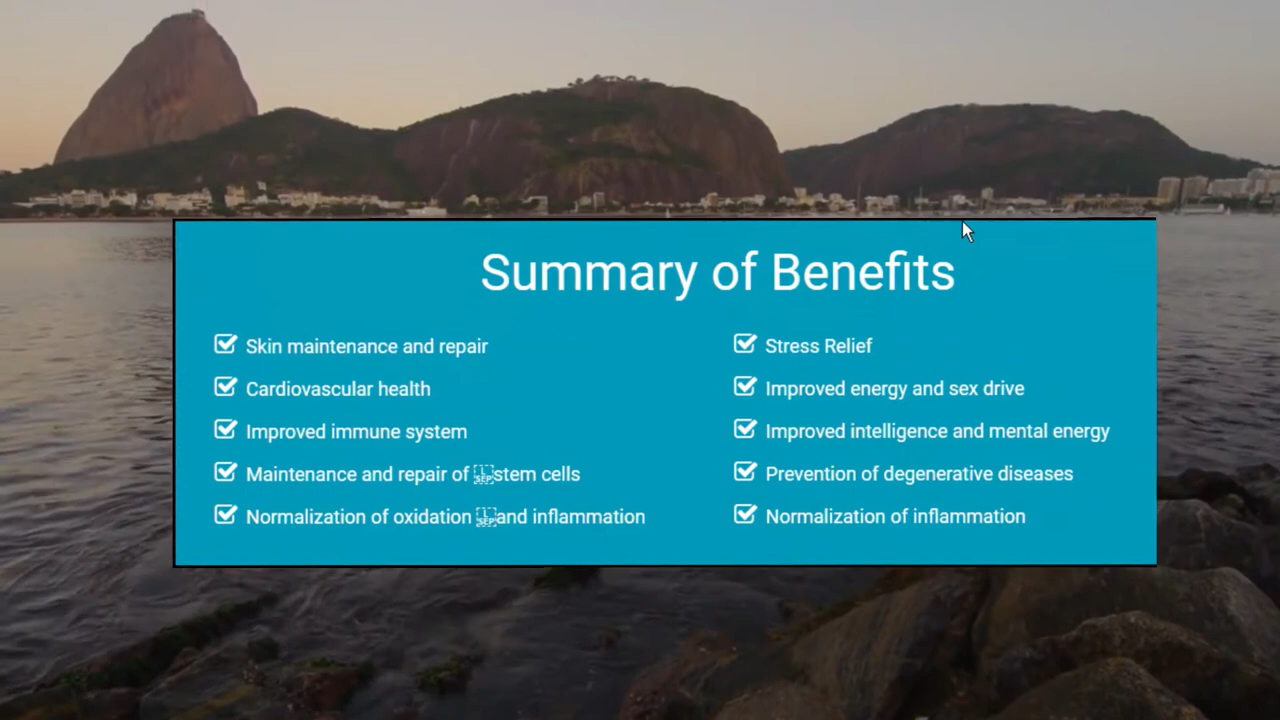 Summary of Benefits
Skin maintenance and repair
Cardiovascular health
Improved immune system
Maintenance and repair of stem cells
Normalization of oxidation and inflammation
Stress Relief
Improved energy and sex drive
Improved intelligence and mental energy
Prevention of degenerative diseases
Normalization of inflammation